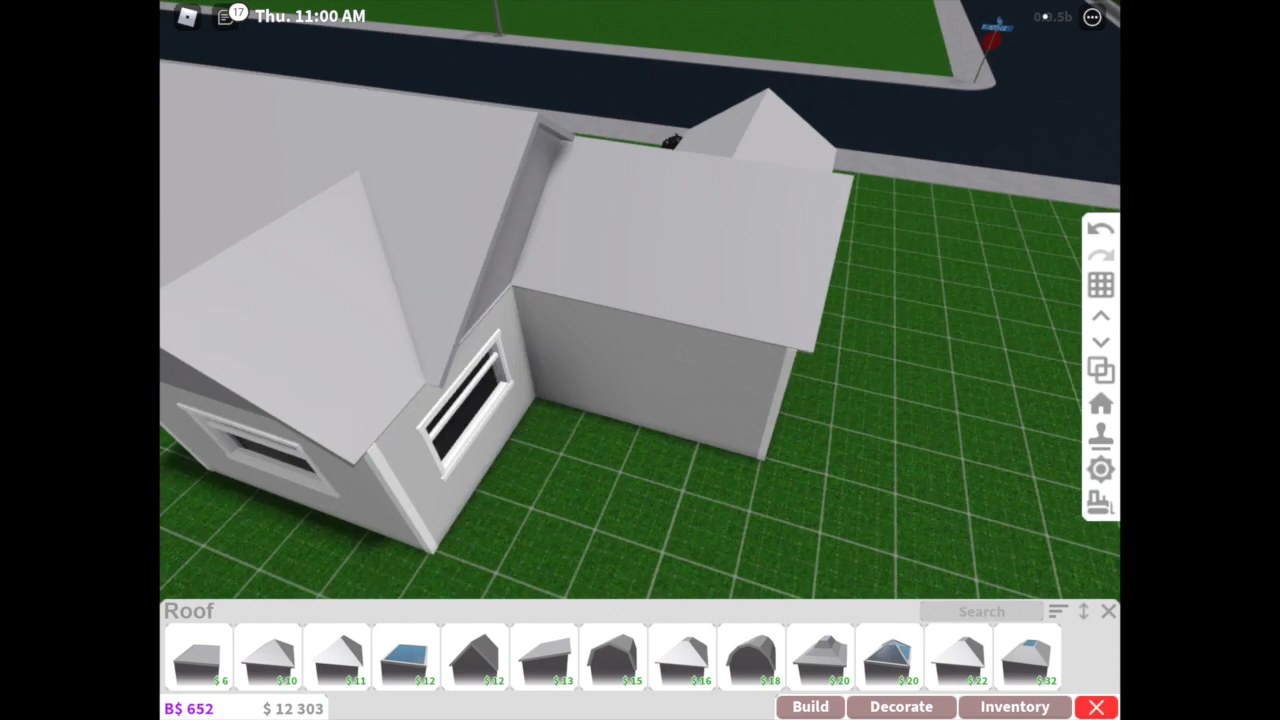 17
Thu. 11:00 AM
Roof
Search
$ 6
$ 10
$ 11
$ 12
$ 12
$ 13
$ 15
$ 16
$ 18
$ 20
$ 20
$ 22
$ 32
B$ 652
$ 12 303
Build
Decorate
Inventory